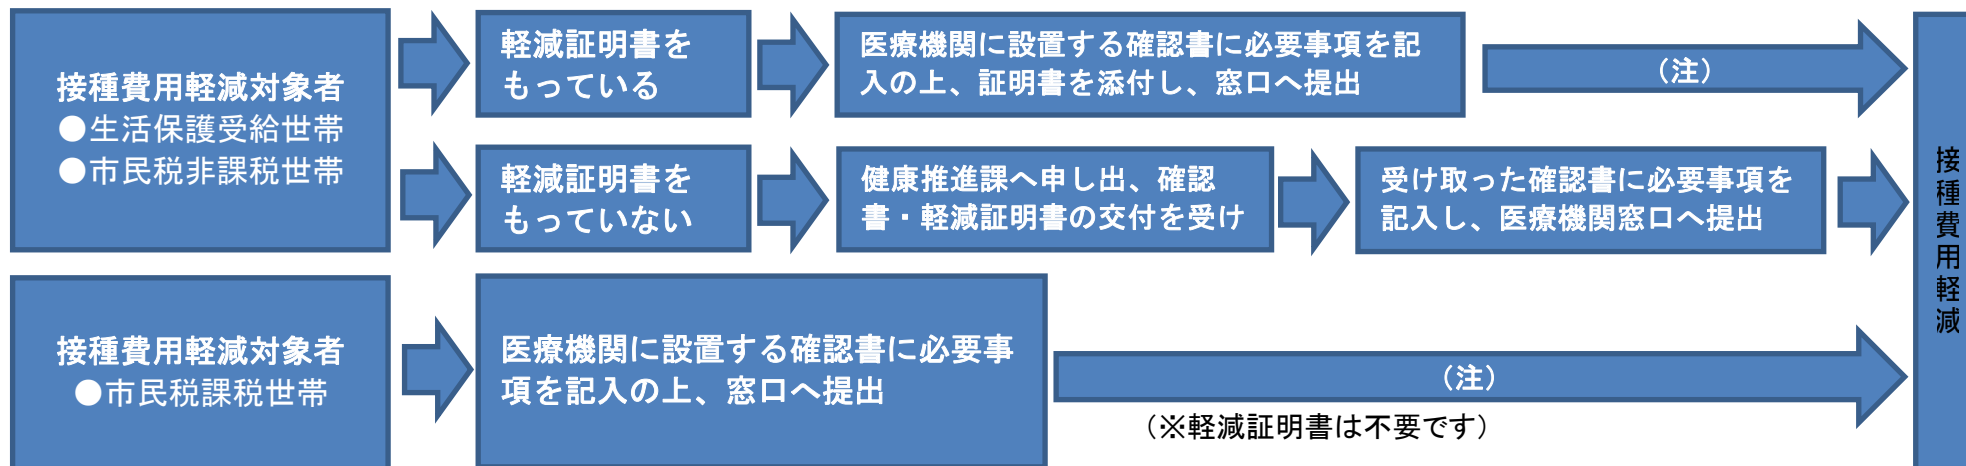 接種費用軽減対象者
●生活保護受給世帯
●市民税非課税世帯
軽減証明書を
もっている
医療機関に設置する確認書に必要事項を記
入の上、証明書を添付し、窓口へ提出
（注）
軽減証明書を
もっていない
健康推進課へ申し出、確認
書・軽減証明書の交付を受け
受け取った確認書に必要事項を
記入し、医療機関窓口へ提出
接種費用軽減
接種費用軽減対象者
●市民税課税世帯
医療機関に設置する確認書に必要事
項を記入の上、窓口へ提出
（注）
（※軽減証明書は不要です）